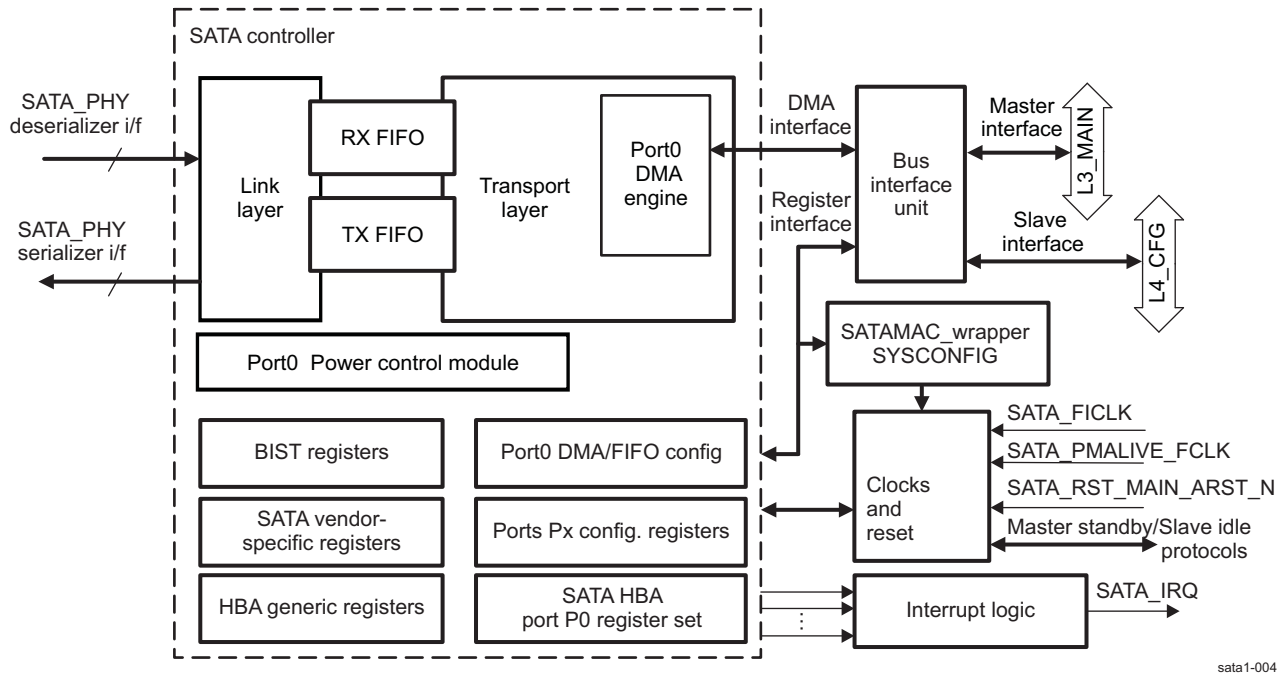 SATA controller
SATA_PHY
deserializer i/f
SATA_PHY
serializer i/f
Link
layer
RX FIFO
TX FIFO
Transport
layer
Port0
DMA
engine
DMA
interface
Register
interface
Bus
interface
unit
Master
interface
L3_MAIN
Slave
interface
L4_CFG
Port0 Power control module
SATAMAC_wrapper
SYSCONFIG
BIST registers
Port0 DMA/FIFO config
SATA vendor-
specific registers
Ports Px config. registers
HBA generic registers
SATA HBA
port P0 register set
Clocks
and
reset
SATA_FICLK
SATA_PMALIVE_FCLK
SATA_RST_MAIN_ARST_N
Master standby/Slave idle
protocols
Interrupt logic
SATA_IRQ
sata1-004